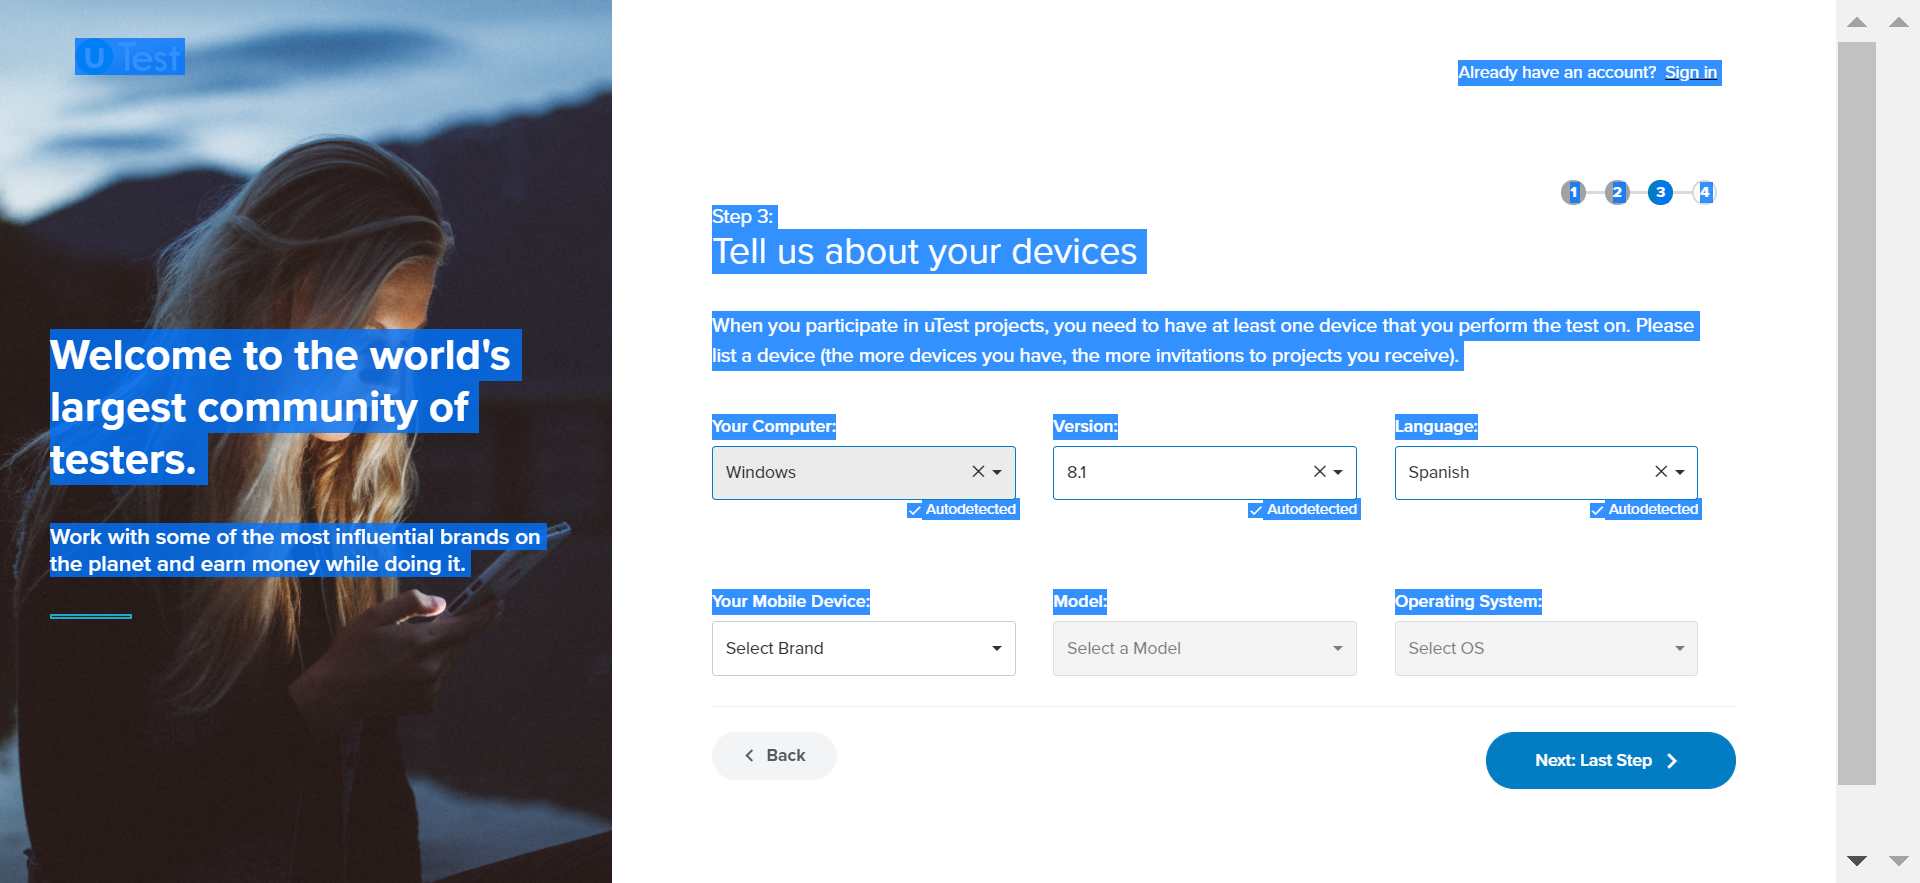 U Test
Already have an account? Sign in
1 2 3 4
Step 3:
Tell us about your devices
Welcome to the world's
largest community of
testers.
Work with some of the most influential brands on
the planet and earn money while doing it.
When you participate in uTest projects, you need to have at least one device that you perform the test on. Please
list a device (the more devices you have, the more invitations to projects you receive).
Your Computer: Version: Language:
Windows 8.1 Spanish
Autodetected Autodetected Autodetected
Your Mobile Device: Model: Operating System:
Select Brand Select a Model Select OS
Back Next: Last Step